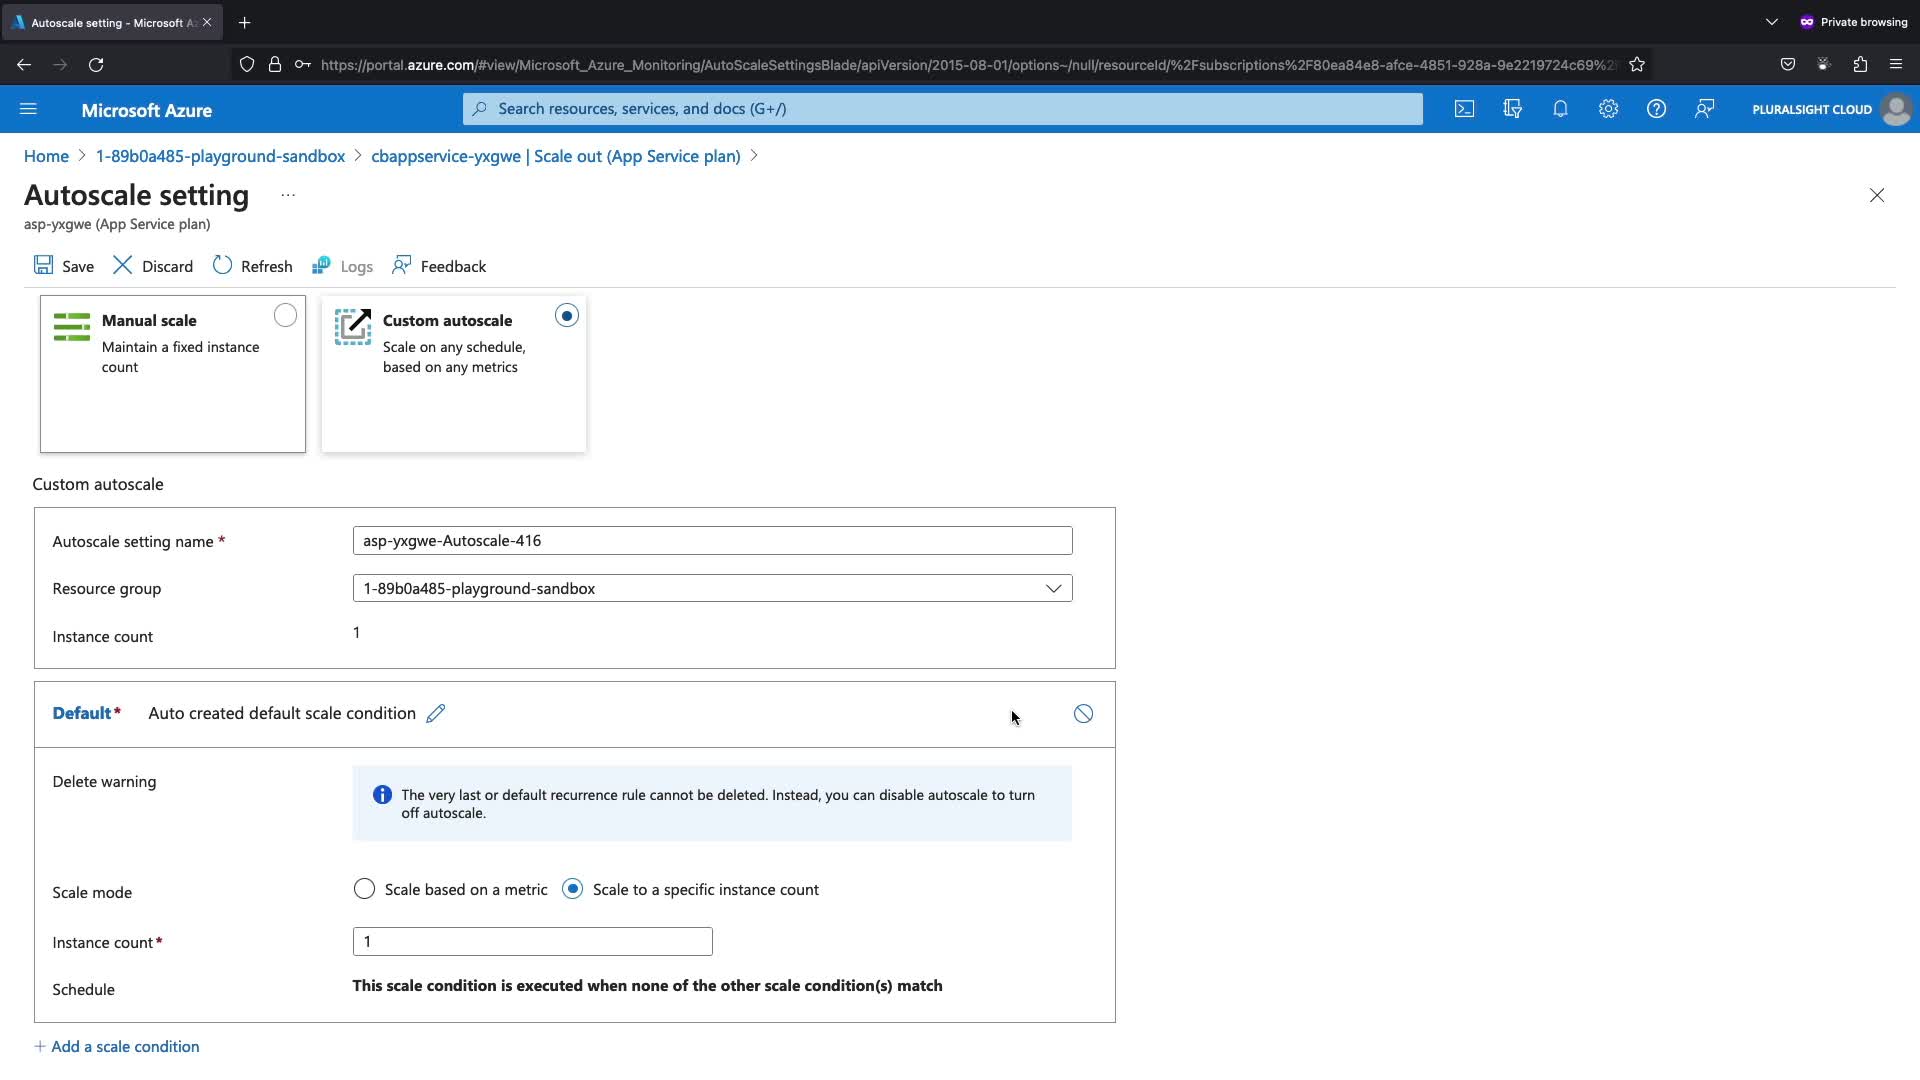 Autoscale setting - Microsoft Az
Private browsing
https://portal.azure.com/#view/Microsoft_Azure_Monitoring/AutoScaleSettingsBlade/apiVersion/2015-08-01/options~/null/resourceId/%2Fsubscriptions%2F80ea84e8-afce-4851-928a-9e2219724c69%2
Microsoft Azure
Search resources, services, and docs (G+/)
PLURALSIGHT CLOUD
Home > 1-89b0a485-playground-sandbox > cbappservice-yxgwe | Scale out (App Service plan) >
Autoscale setting ...
asp-yxgwe (App Service plan)
Save Discard Refresh Logs Feedback
Manual scale
Maintain a fixed instance
count
Custom autoscale
Scale on any schedule,
based on any metrics
Custom autoscale
Autoscale setting name * asp-yxgwe-Autoscale-416
Resource group 1-89b0a485-playground-sandbox
Instance count 1
Default* Auto created default scale condition
Delete warning
The very last or default recurrence rule cannot be deleted. Instead, you can disable autoscale to turn
off autoscale.
Scale mode Scale based on a metric Scale to a specific instance count
Instance count* 1
Schedule This scale condition is executed when none of the other scale condition(s) match
+ Add a scale condition